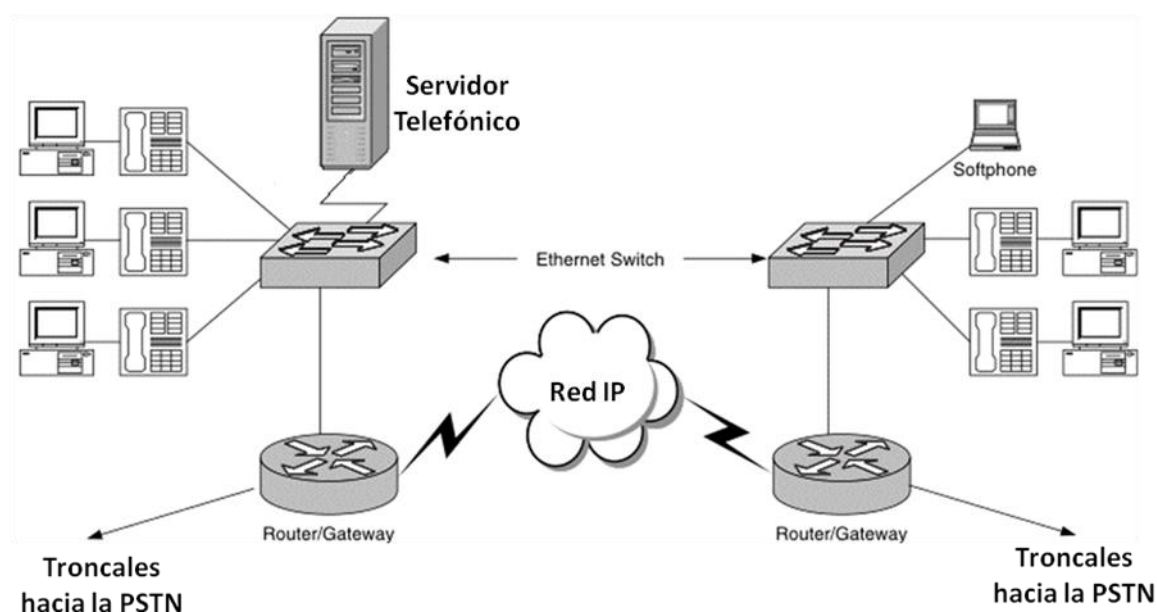 Servidor
Telefónico
Softphone
Ethernet Switch
Red IP
Router/Gateway
Router/Gateway
Troncales
hacia la PSTN
Troncales
hacia la PSTN